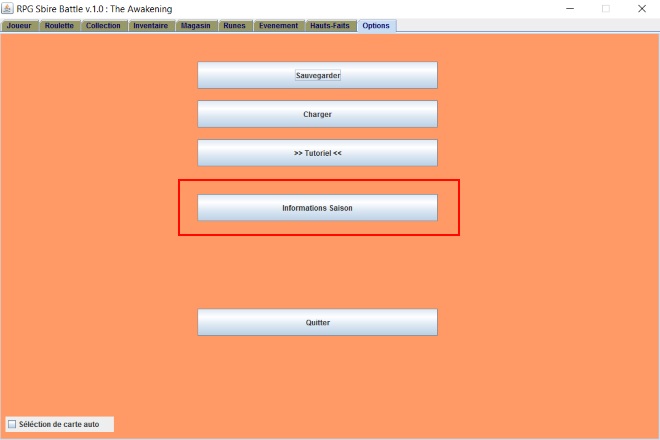 RPG Sbire Battle v.1.0 : The Awakening
Joueur Roulette Collection Inventaire Magasin Runes Evenement Hauts-Faits Options
Sauvegarder
Charger
>> Tutoriel <<
Informations Saison
Quitter
Séléction de carte auto